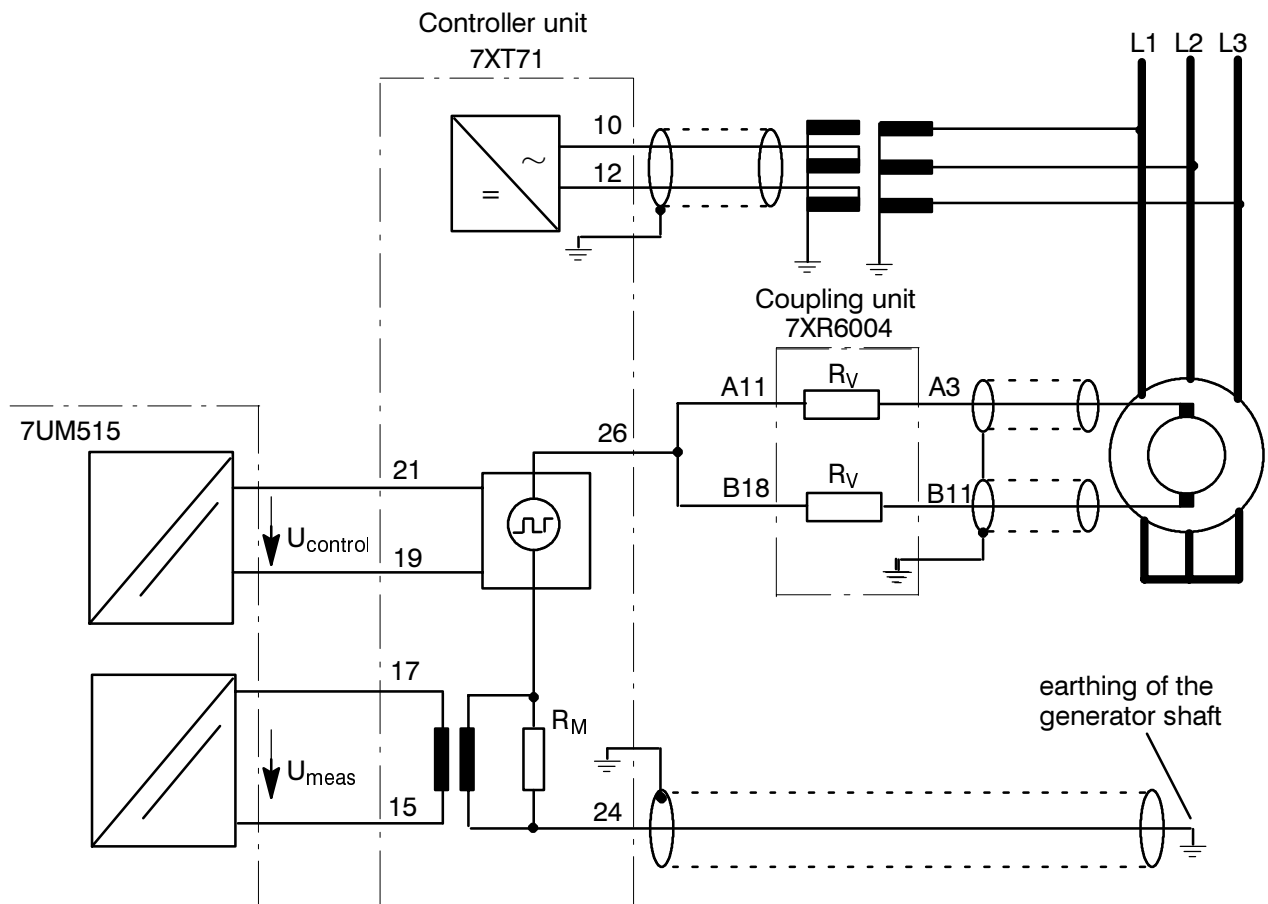 Controller unit
7XT71
L1 L2 L3
10
12
~
=
Coupling unit
7XR6004
A11 RV A3
7UM515
26
21
B18 RV B11
Ucontrol
19
17
earthing of the
generator shaft
RM
Umeas
15
24